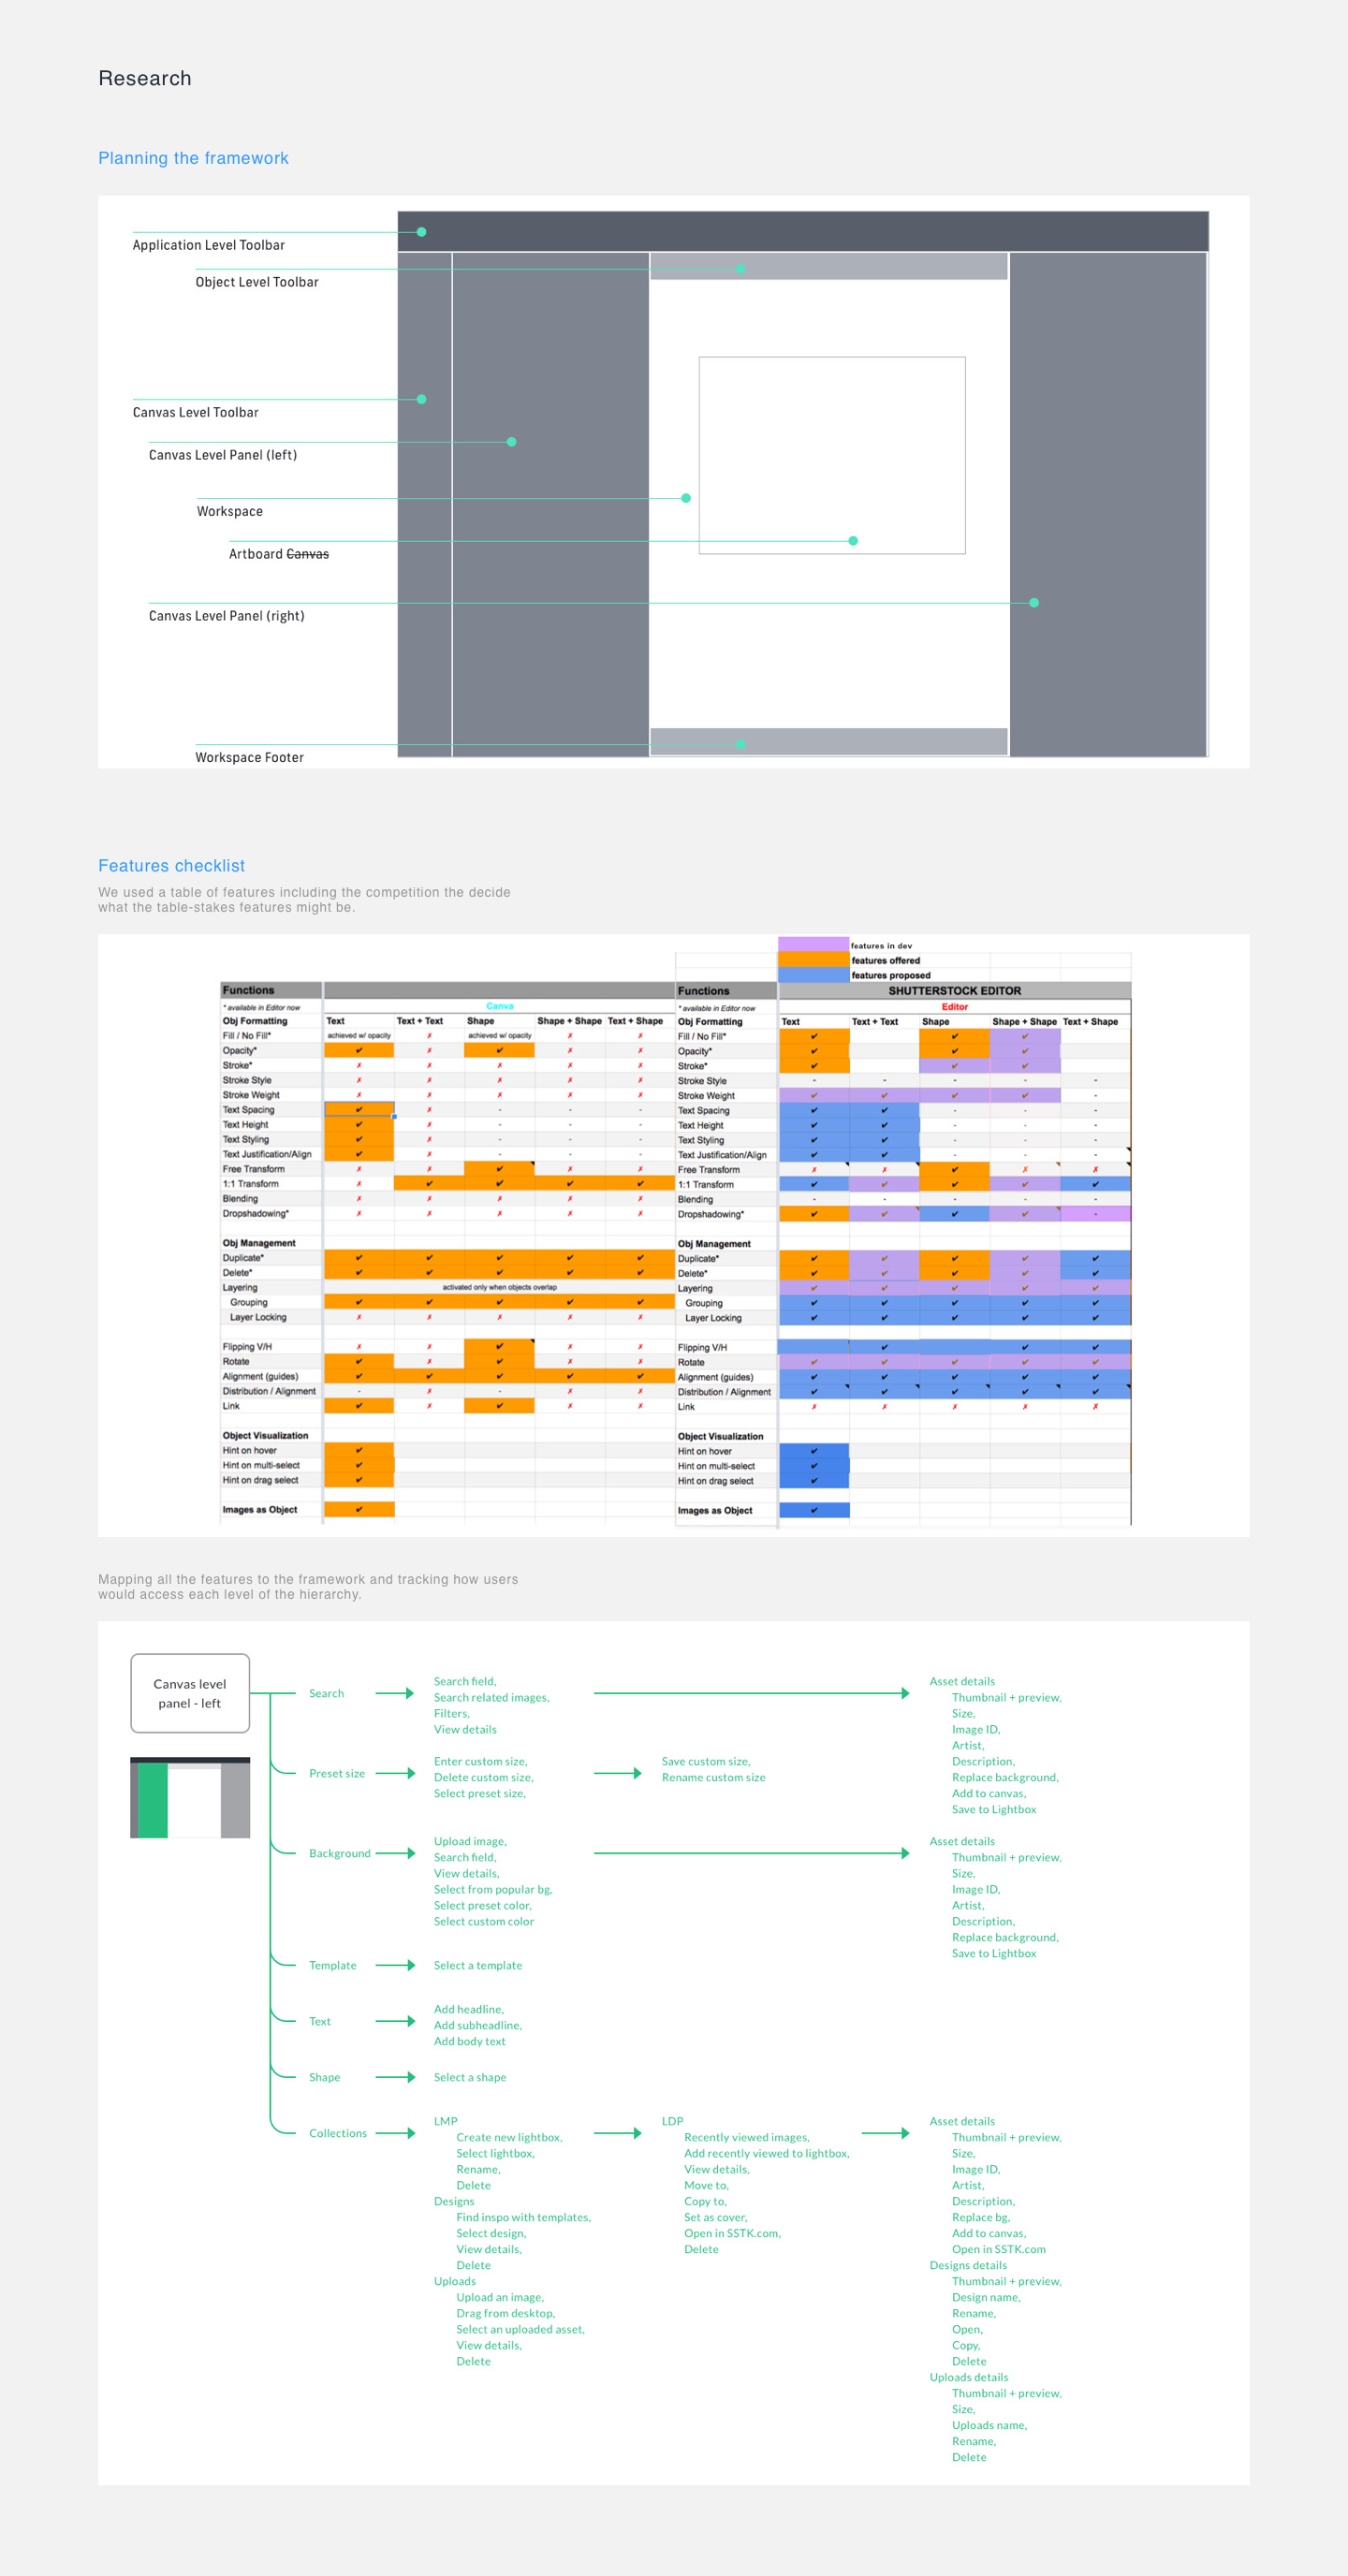 Research
Planning the framework
Application Level Toolbar
Object Level Toolbar
Canvas Level Toolbar
Canvas Level Panel (left)
Workspace
Artboard Canvas
Canvas Level Panel (right)
Workspace Footer
Features checklist
We used a table of features including the competition the decide
what the table-stakes features might be.
features in dev
features offered
features proposed
Functions
* available in Editor now Canva
Obj Formatting Text Text + Text Shape Shape + Shape Text + Shape
Fill / No Fill* achieved w/ opacity ✗ achieved w/ opacity ✗ ✗
Opacity* ✔ ✗ ✔ ✗ ✗
Stroke* ✗ ✗ ✗ ✗ ✗
Stroke Style ✗ ✗ ✗ ✗ ✗
Stroke Weight ✗ ✗ ✗ ✗ ✗
Text Spacing ✔ ✗ - - -
Text Height ✔ ✗ - - -
Text Styling ✔ ✗ - - -
Text Justification/Align ✔ ✗ - - -
Free Transform ✗ ✗ ✔ ✗ ✗
1:1 Transform ✗ ✔ ✔ ✔ ✔
Blending ✗ ✗ ✗ ✗ ✗
Dropshadowing* ✗ ✗ ✗ ✗ ✗
Obj Management
Duplicate* ✔ ✔ ✔ ✔ ✔
Delete* ✔ ✔ ✔ ✔ ✔
Layering activated only when objects overlap
Grouping ✔ ✔ ✔ ✔ ✔
Layer Locking ✗ ✗ ✗ ✗ ✗
Flipping V/H ✗ ✗ ✔ ✗ ✗
Rotate ✔ ✗ ✔ ✗ ✗
Alignment (guides) ✔ ✔ ✔ ✔ ✔
Distribution / Alignment - ✗ - ✗ ✗
Link ✔ ✗ ✔ ✗ ✗
Object Visualization
Hint on hover ✔
Hint on multi-select ✔
Hint on drag select ✔
Images as Object ✔
Functions SHUTTERSTOCK EDITOR
* available in Editor now Editor
Obj Formatting Text Text + Text Shape Shape + Shape Text + Shape
Fill / No Fill* ✔ ✔ ✔
Opacity* ✔ ✔ ✔
Stroke* ✔ ✔ ✔
Stroke Style - - - - -
Stroke Weight ✔ ✔ ✔ ✔ -
Text Spacing ✔ ✔ - - -
Text Height ✔ ✔ - - -
Text Styling ✔ ✔ - - -
Text Justification/Align ✔ ✔ - - -
Free Transform ✗ ✗ ✔ ✗ ✗
1:1 Transform ✔ ✔ ✔ ✔ ✔
Blending - - - - -
Dropshadowing* ✔ ✔ ✔ ✔ -
Obj Management
Duplicate* ✔ ✔ ✔ ✔ ✔
Delete* ✔ ✔ ✔ ✔ ✔
Layering ✔ ✔ ✔ ✔ ✔
Grouping ✔ ✔ ✔ ✔ ✔
Layer Locking ✔ ✔ ✔ ✔ ✔
Flipping V/H ✔ ✔ ✔
Rotate ✔ ✔ ✔ ✔ ✔
Alignment (guides) ✔ ✔ ✔ ✔ ✔
Distribution / Alignment ✔ ✔ ✔ ✔ ✔
Link ✗ ✗ ✗ ✗ ✗
Object Visualization
Hint on hover ✔
Hint on multi-select ✔
Hint on drag select ✔
Images as Object ✔
Mapping all the features to the framework and tracking how users
would access each level of the hierarchy.
Canvas level
panel - left
Search
Search field,
Search related images,
Filters,
View details
Asset details
Thumbnail + preview,
Size,
Image ID,
Artist,
Description,
Replace background,
Add to canvas,
Save to Lightbox
Preset size
Enter custom size,
Delete custom size,
Select preset size,
Save custom size,
Rename custom size
Background
Upload image,
Search field,
View details,
Select from popular bg,
Select preset color,
Select custom color
Asset details
Thumbnail + preview,
Size,
Image ID,
Artist,
Description,
Replace background,
Save to Lightbox
Template
Select a template
Text
Add headline,
Add subheadline,
Add body text
Shape
Select a shape
Collections
LMP
Create new lightbox,
Select lightbox,
Rename,
Delete
Designs
Find inspo with templates,
Select design,
View details,
Delete
Uploads
Upload an image,
Drag from desktop,
Select an uploaded asset,
View details,
Delete
LDP
Recently viewed images,
Add recently viewed to lightbox,
View details,
Move to,
Copy to,
Set as cover,
Open in SSTK.com,
Delete
Asset details
Thumbnail + preview,
Size,
Image ID,
Artist,
Description,
Replace bg,
Add to canvas,
Open in SSTK.com
Designs details
Thumbnail + preview,
Design name,
Rename,
Open,
Copy,
Delete
Uploads details
Thumbnail + preview,
Size,
Uploads name,
Rename,
Delete